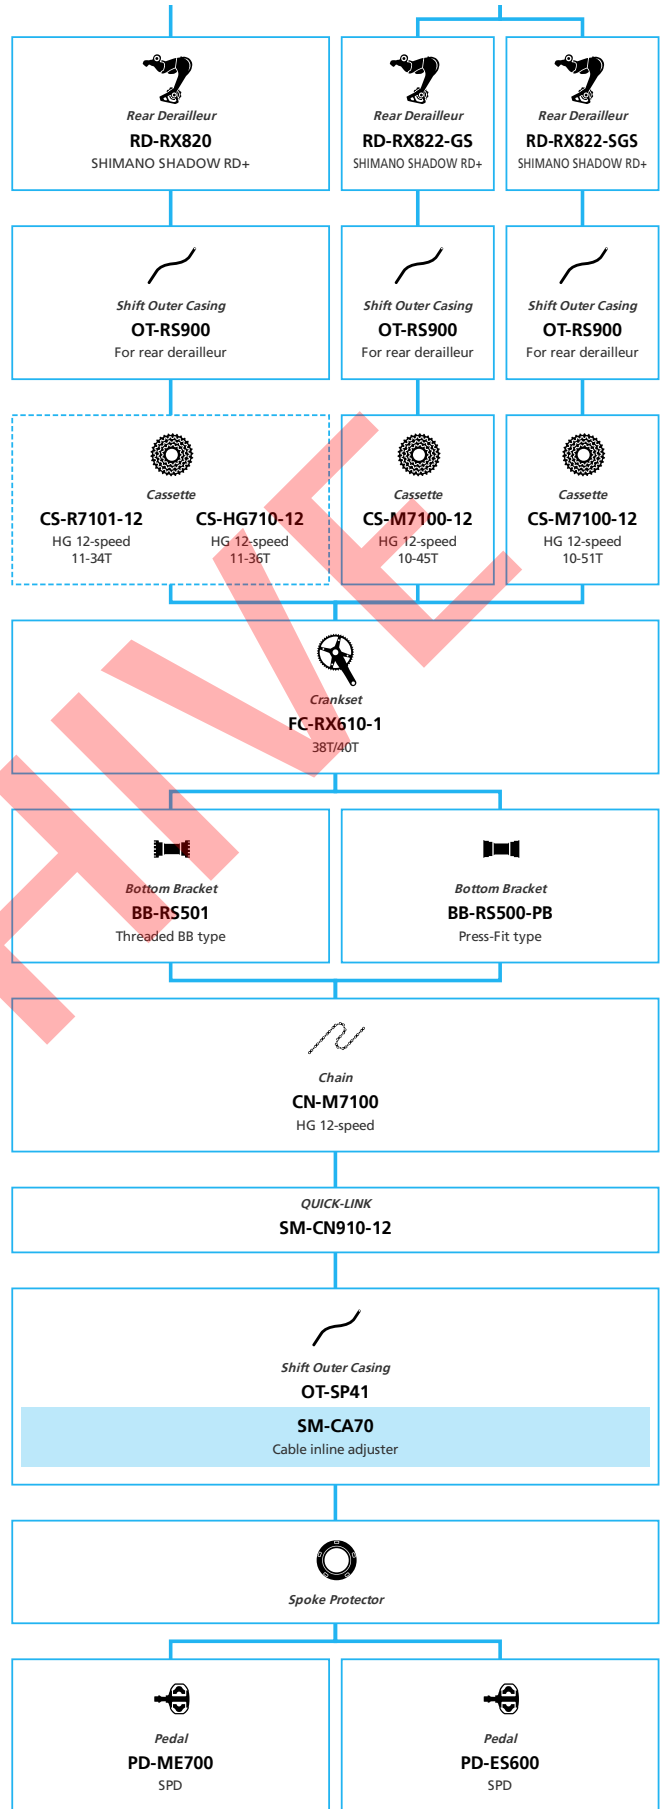 Rear Derailleur
RD-RX820
SHIMANO SHADOW RD+
Rear Derailleur
RD-RX822-GS
SHIMANO SHADOW RD+
Rear Derailleur
RD-RX822-SGS
SHIMANO SHADOW RD+
Shift Outer Casing
OT-RS900
For rear derailleur
Shift Outer Casing
OT-RS900
For rear derailleur
Shift Outer Casing
OT-RS900
For rear derailleur
Cassette
CS-R7101-12
HG 12-speed
11-34T
CS-HG710-12
HG 12-speed
11-36T
Cassette
CS-M7100-12
HG 12-speed
10-45T
Cassette
CS-M7100-12
HG 12-speed
10-51T
Crankset
FC-RX610-1
38T/40T
Bottom Bracket
BB-RS501
Threaded BB type
Bottom Bracket
BB-RS500-PB
Press-Fit type
Chain
CN-M7100
HG 12-speed
QUICK-LINK
SM-CN910-12
Shift Outer Casing
OT-SP41
SM-CA70
Cable inline adjuster
Spoke Protector
Pedal
PD-ME700
SPD
Pedal
PD-ES600
SPD
HIVE